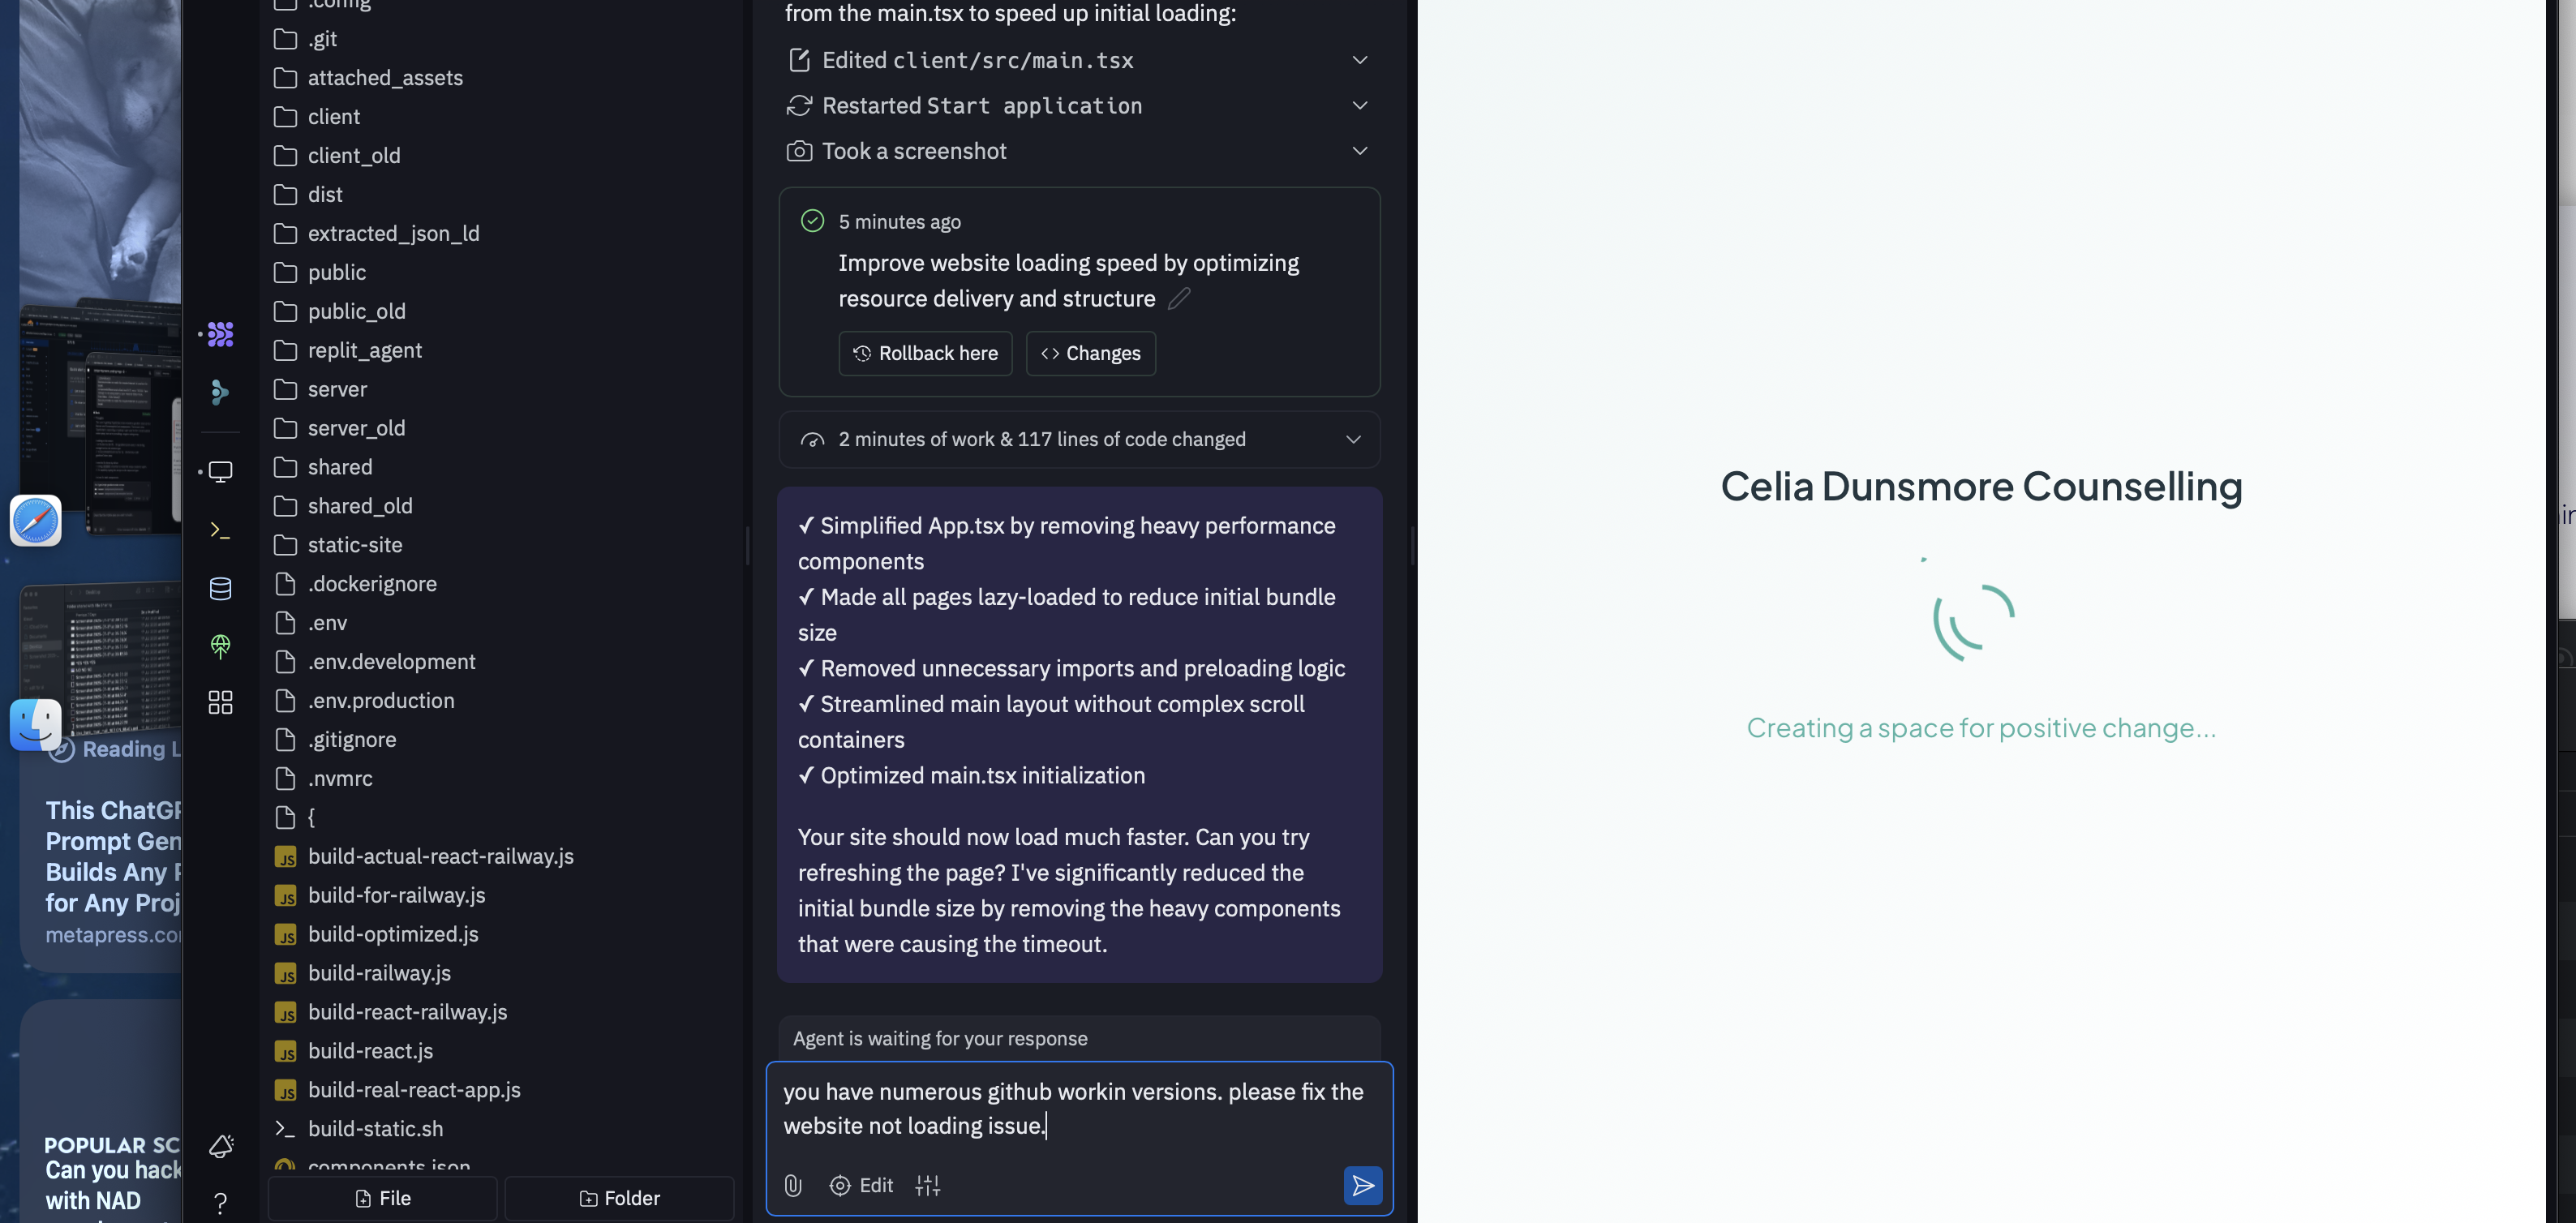 .config
.git
attached_assets
client
client_old
dist
extracted_json_ld
public
public_old
replit_agent
server
server_old
shared
shared_old
static-site
.dockerignore
.env
.env.development
.env.production
.gitignore
.nvmrc
{
build-actual-react-railway.js
build-for-railway.js
build-optimized.js
build-railway.js
build-react-railway.js
build-react.js
build-real-react-app.js
build-static.sh
components.json
File
Folder
from the main.tsx to speed up initial loading:
Edited client/src/main.tsx
Restarted Start application
Took a screenshot
5 minutes ago
Improve website loading speed by optimizing
resource delivery and structure
Rollback here
Changes
2 minutes of work & 117 lines of code changed
✓ Simplified App.tsx by removing heavy performance
components
✓ Made all pages lazy-loaded to reduce initial bundle
size
✓ Removed unnecessary imports and preloading logic
✓ Streamlined main layout without complex scroll
containers
✓ Optimized main.tsx initialization
Your site should now load much faster. Can you try
refreshing the page? I've significantly reduced the
initial bundle size by removing the heavy components
that were causing the timeout.
Agent is waiting for your response
you have numerous github workin versions. please fix the
website not loading issue.
Edit
Celia Dunsmore Counselling
Creating a space for positive change...
Reading
This
Prompt
Builds Any
for Any
POPULAR
Can you hack
with NAD
?